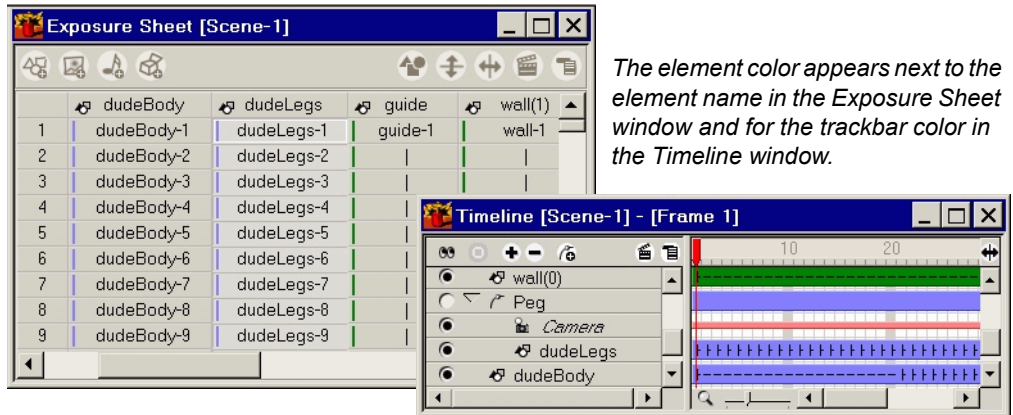 Exposure Sheet [Scene-1]
dudeBody dudeLegs guide wall(1)
1 dudeBody-1 dudeLegs-1 guide-1 wall-1
2 dudeBody-2 dudeLegs-2 | |
3 dudeBody-3 dudeLegs-3 | |
4 dudeBody-4 dudeLegs-4 |
5 dudeBody-5 dudeLegs-5 |
6 dudeBody-6 dudeLegs-6 |
7 dudeBody-7 dudeLegs-7 |
8 dudeBody-8 dudeLegs-8 |
9 dudeBody-9 dudeLegs-9 |
The element color appears next to the
element name in the Exposure Sheet
window and for the trackbar color in
the Timeline window.
Timeline [Scene-1] - [Frame 1]
10 20
wall(0)
Peg
Camera
dudeLegs
dudeBody